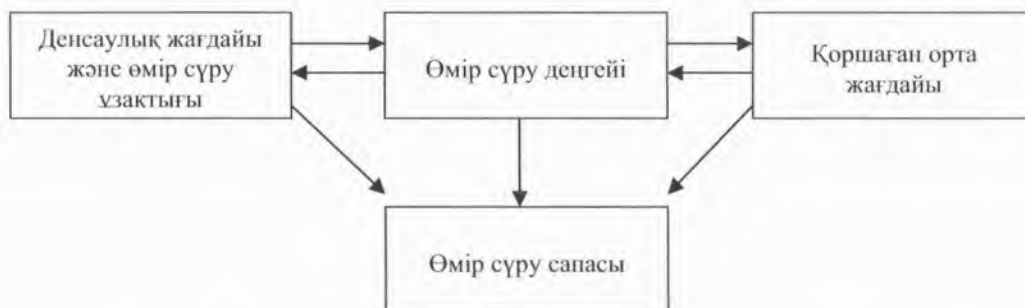 Денсаулық жағдайы
және өмір сүру
ұзақтығы
Өмір сүру деңгейі
Қоршаған орта
жағдайы
Өмір сүру сапасы